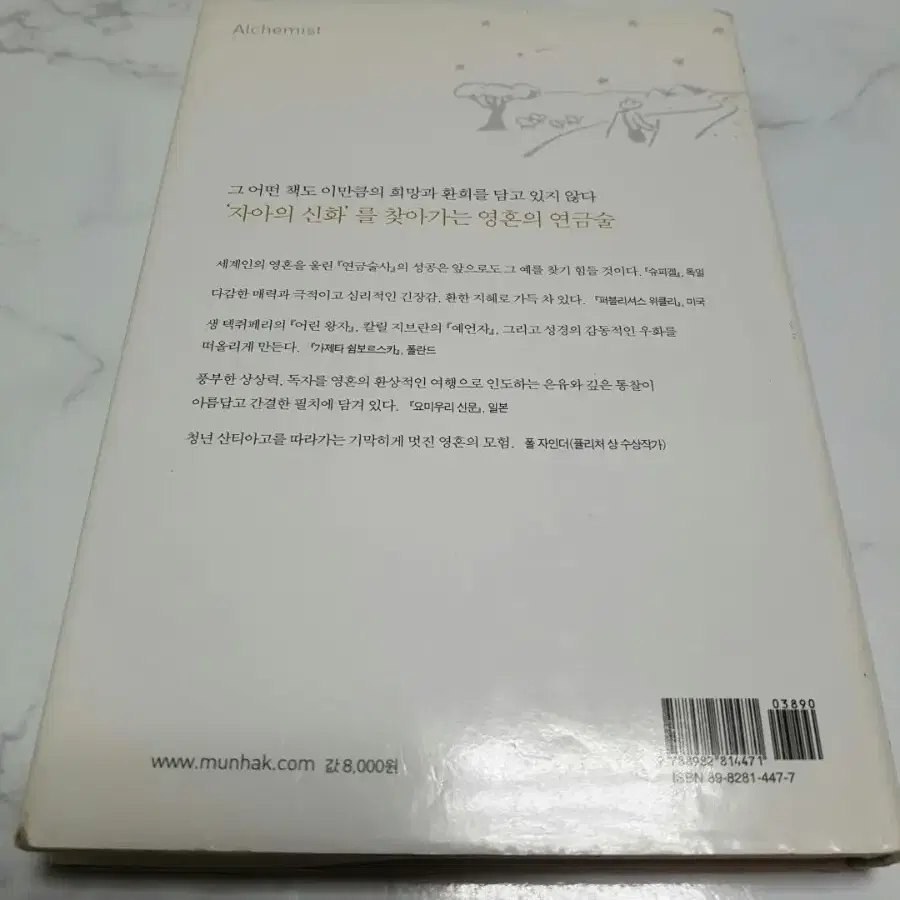 Alchemist
그 어떤 책도 이만큼의 희망과 환희를 담고 있지 않다
'자아의 신화'를 찾아가는 영혼의 연금술
세계인의 영혼을 울린 『연금술사』의 성공은 앞으로도 그 예를 찾기 힘들 것이다. 『슈피겔』, 독일
다감한 매력과 극적이고 심리적인 긴장감, 환한 지혜로 가득 차 있다. 『퍼블리셔스 위클리』, 미국
생 텍쥐페리의 『어린 왕자』, 칼릴 지브란의 『예언자』, 그리고 성경의 감동적인 우화를
떠올리게 만든다. 『가제타 쉼보르스카』, 폴란드
풍부한 상상력, 독자를 영혼의 환상적인 여행으로 인도하는 은유와 깊은 통찰이
아름답고 간결한 필치에 담겨 있다. 『요미우리 신문』, 일본
청년 산티아고를 따라가는 기막히게 멋진 영혼의 모험. 폴 자인더(퓰리처 상 수상작가)
03890
9 788982 814471
www.munhak.com 값 8,000원
ISBN 89-8281-447-7